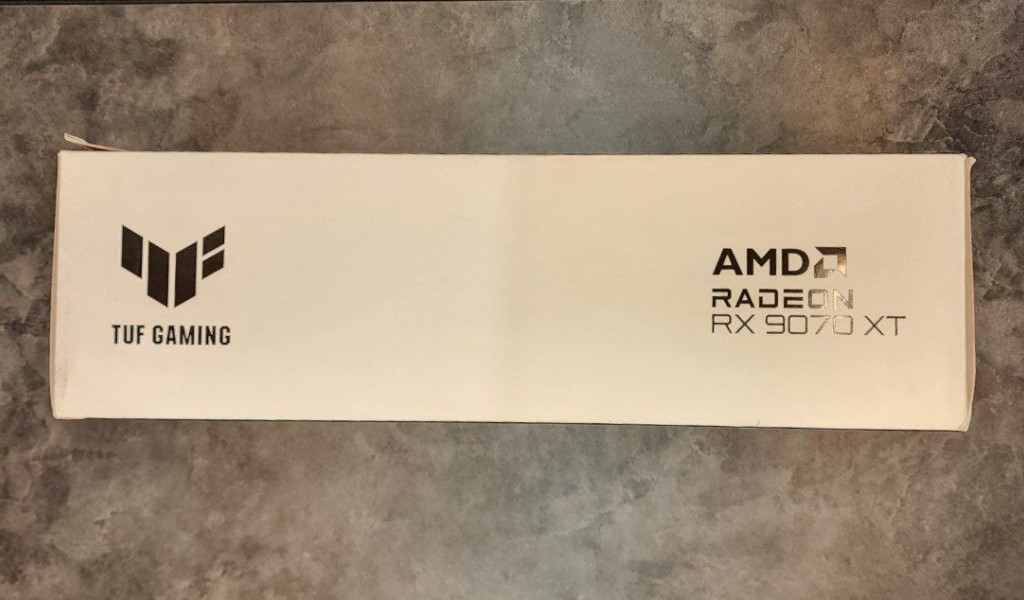 TUF GAMING
AMD
RADEON
RX 9070 XT